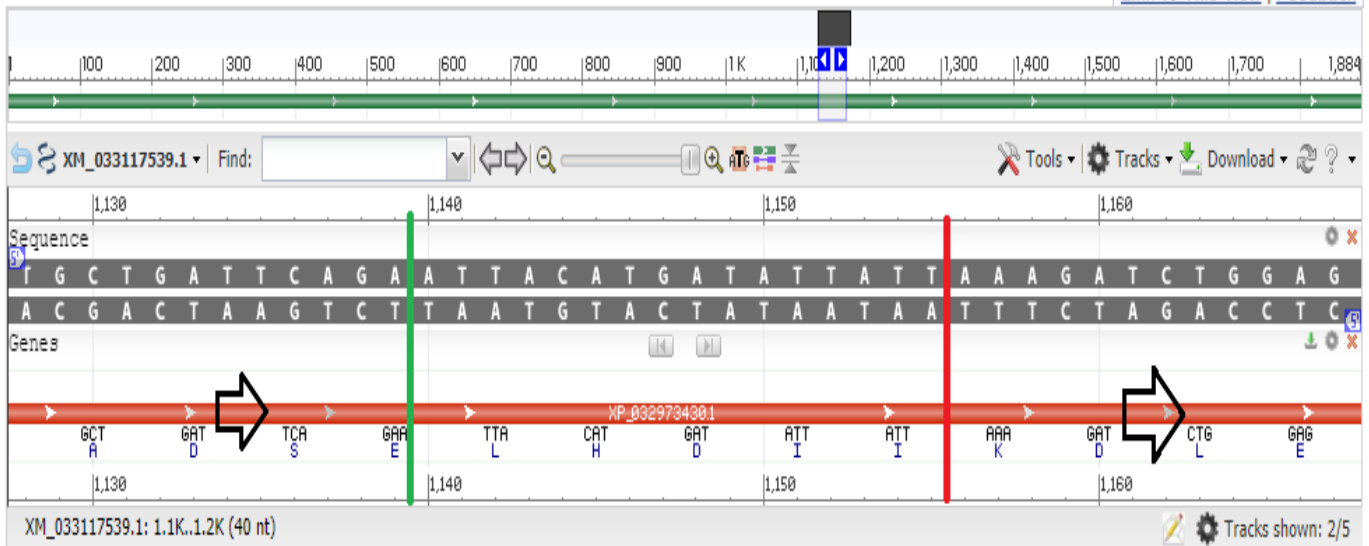 100 200 300 400 500 600 700 800 900 1K 1,200 1,300 1,400 1,500 1,600 1,700 1,884
XM_033117539.1 Find: ATG Tools Tracks Download ?
1,130 1,140 1,150 1,160
Sequence
5' T G C T G A T T C A G A A T T A C A T G A T A T T A T T A A A G A T C T G G A G
A C G A C T A A G T C T T A A T G T A C T A T A A T A A T T T C T A G A C C T C 5'
Genes
XP_032973430.1
GCT GAT TCA GAA TTA CAT GAT ATT ATT AAA GAT CTG GAG
A D S E L H D I I K D L E
1,130 1,140 1,150 1,160
XM_033117539.1: 1.1K..1.2K (40 nt) Tracks shown: 2/5